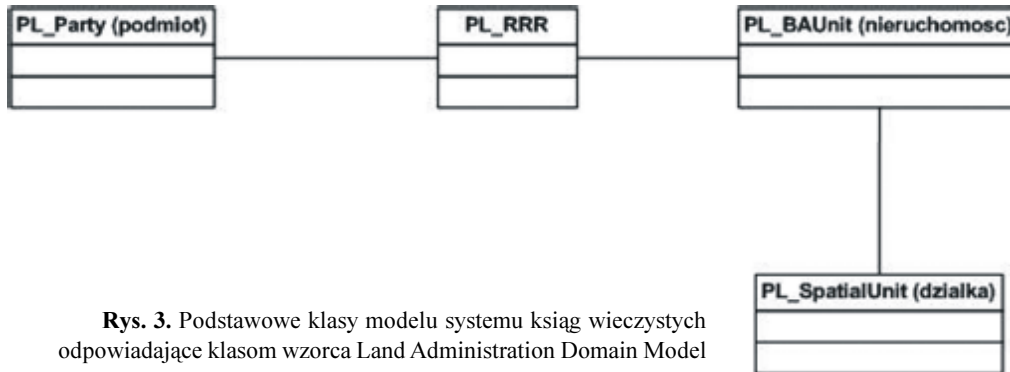 PL_Party (podmiot)
PL_RRR
PL_BAUnit (nieruchomosc)
PL_SpatialUnit (dzialka)
Rys. 3. Podstawowe klasy modelu systemu ksiąg wieczystych
odpowiadające klasom wzorca Land Administration Domain Model